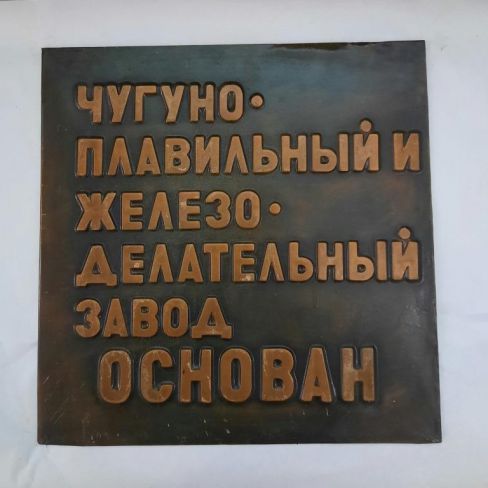 ЧУГУНО·
ПЛАВИЛЬНЫЙ И
ЖЕЛЕЗО·
ДЕЛАТЕЛЬНЫЙ
ЗАВОД
ОСНОВАН